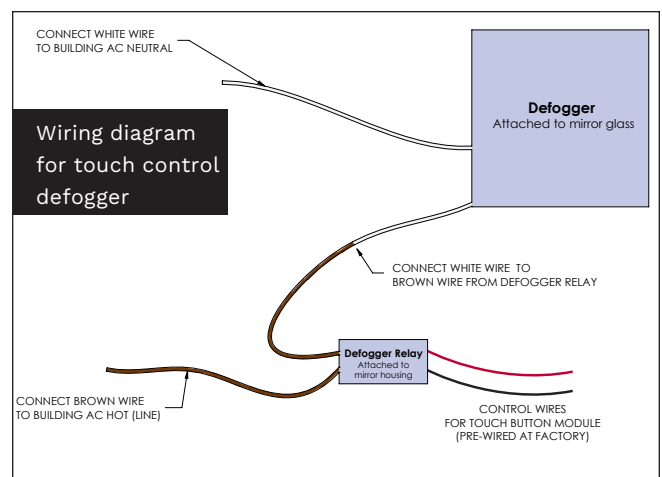 CONNECT WHITE WIRE
TO BUILDING AC NEUTRAL
Defogger
Attached to mirror glass
Wiring diagram
for touch control
defogger
CONNECT WHITE WIRE TO
BROWN WIRE FROM DEFOGGER RELAY
Defogger Relay
Attached to
mirror housing
CONNECT BROWN WIRE
TO BUILDING AC HOT (LINE)
CONTROL WIRES
FOR TOUCH BUTTON MODULE
(PRE-WIRED AT FACTORY)